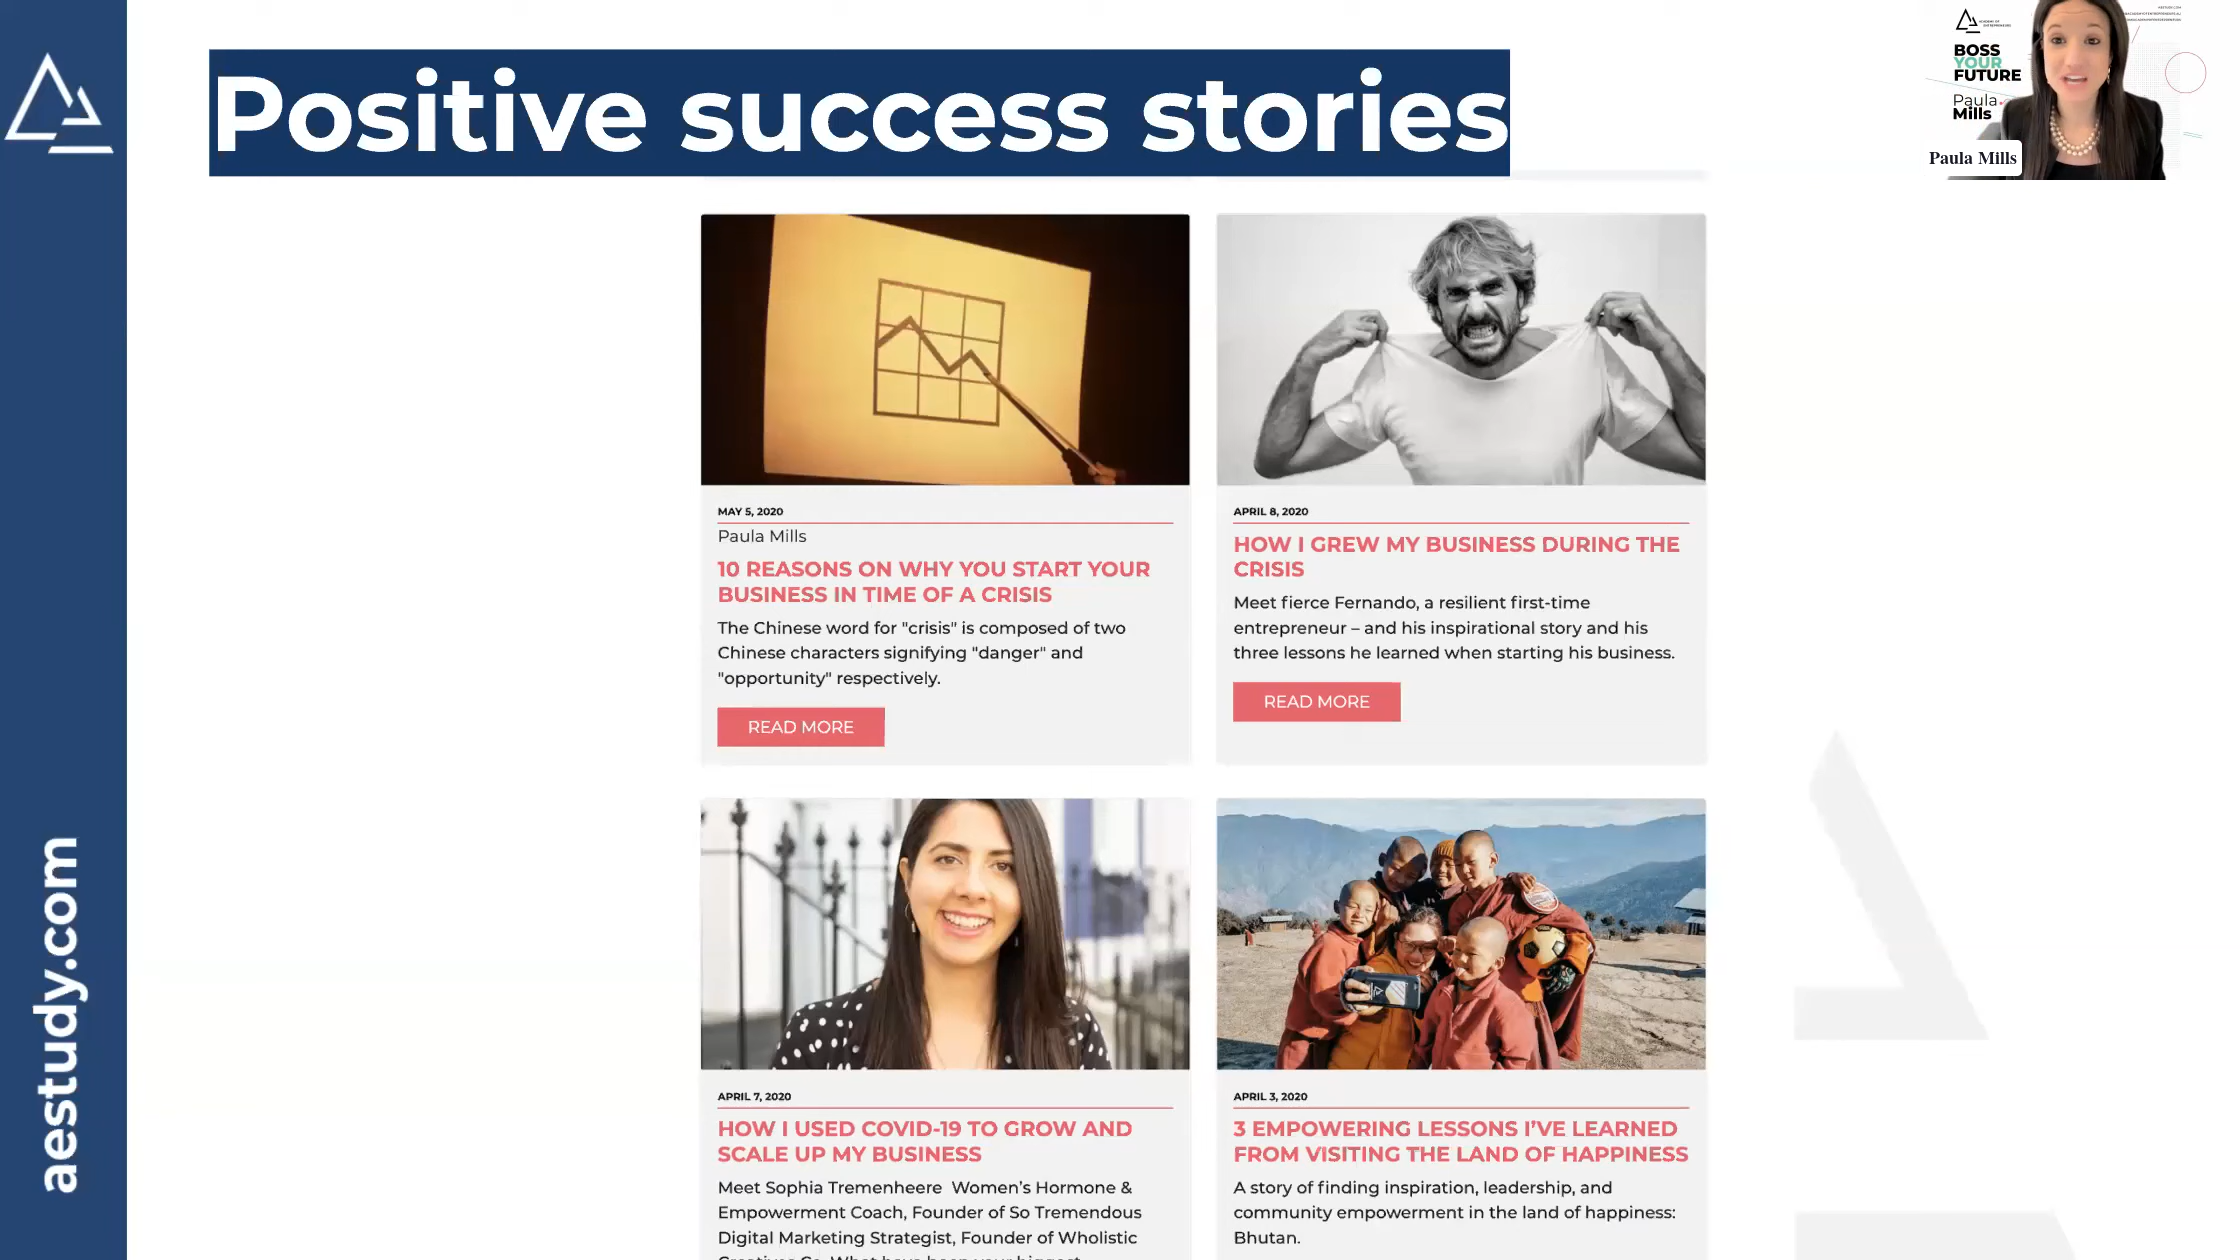 Positive success stories
BOSS
YOUR
FUTURE
Paula
Mills
Paula Mills
MAY 5, 2020
Paula Mills
10 REASONS ON WHY YOU START YOUR
BUSINESS IN TIME OF A CRISIS
The Chinese word for "crisis" is composed of two
Chinese characters signifying "danger" and
"opportunity" respectively.
READ MORE
APRIL 8, 2020
HOW I GREW MY BUSINESS DURING THE
CRISIS
Meet fierce Fernando, a resilient first-time
entrepreneur – and his inspirational story and his
three lessons he learned when starting his business.
READ MORE
APRIL 7, 2020
HOW I USED COVID-19 TO GROW AND
SCALE UP MY BUSINESS
Meet Sophia Tremenheere  Women's Hormone &
Empowerment Coach, Founder of So Tremendous
Digital Marketing Strategist, Founder of Wholistic
APRIL 3, 2020
3 EMPOWERING LESSONS I'VE LEARNED
FROM VISITING THE LAND OF HAPPINESS
A story of finding inspiration, leadership, and
community empowerment in the land of happiness:
Bhutan.
aestudy.com